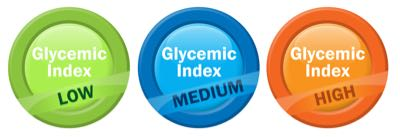 Glycemic
Index
LOW
Glycemic
Index
MEDIUM
Glycemic
Index
HIGH